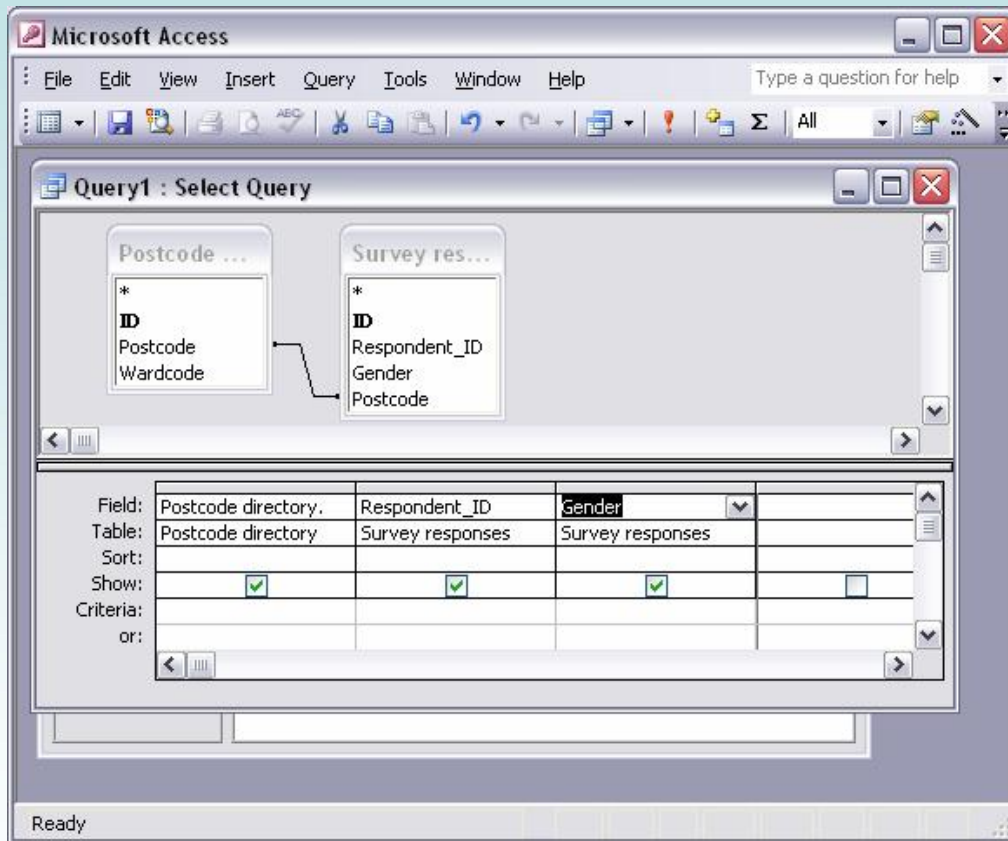 Microsoft Access
File Edit View Insert Query Tools Window Help Type a question for help
ABC Σ All
Query1 : Select Query
Postcode ... Survey res...
* *
ID ID
Postcode Respondent_ID
Wardcode Gender
Postcode
Field: Postcode directory. Respondent_ID Gender
Table: Postcode directory Survey responses Survey responses
Sort:
Show:
Criteria:
or:
Ready